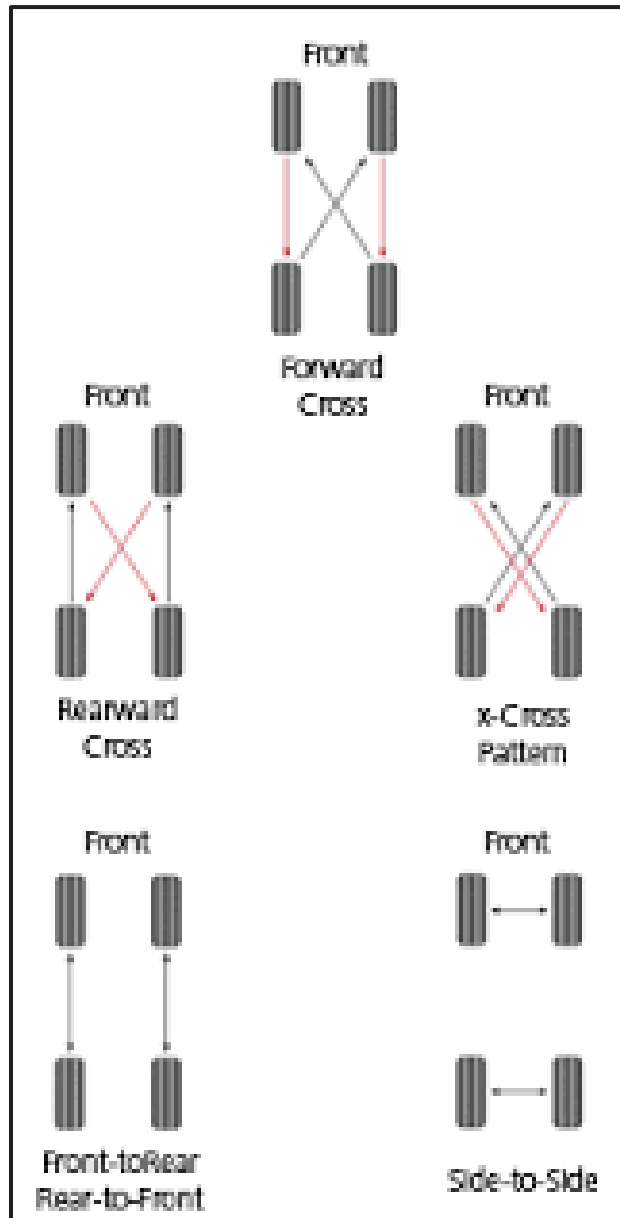 Front
Forward
Cross
Front
Rearward
Cross
Front
x-Cross
Pattern
Front
Front-toRear
Rear-to-Front
Front
Side-to-Side